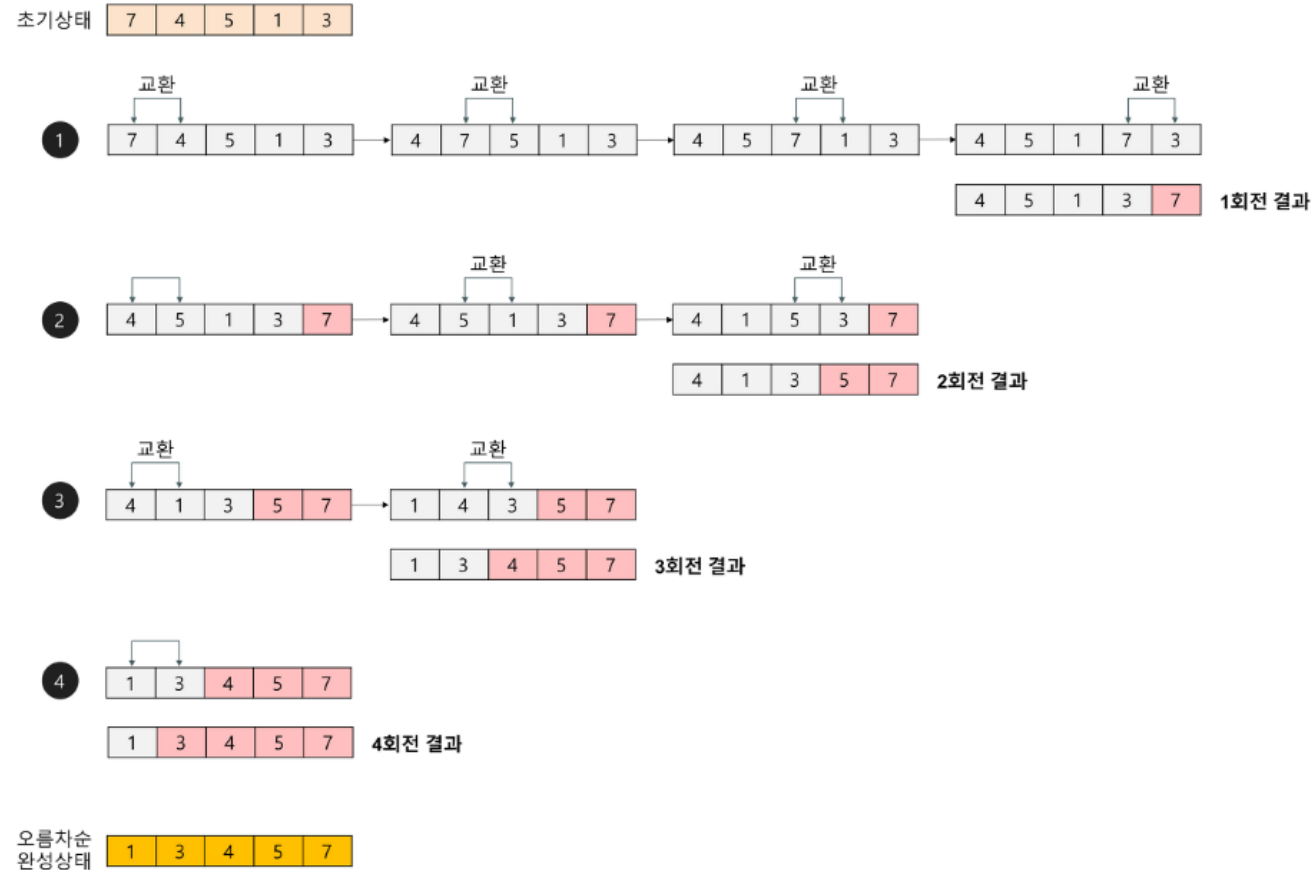 초기상태 7 4 5 1 3
교환 교환 교환 교환
1 7 4 5 1 3 4 7 5 1 3 4 5 7 1 3 4 5 1 7 3
4 5 1 3 7 1회전 결과
교환 교환
2 4 5 1 3 7 4 5 1 3 7 4 1 5 3 7
4 1 3 5 7 2회전 결과
교환 교환
3 4 1 3 5 7 1 4 3 5 7
1 3 4 5 7 3회전 결과
4 1 3 4 5 7
1 3 4 5 7 4회전 결과
오름차순
완성상태 1 3 4 5 7